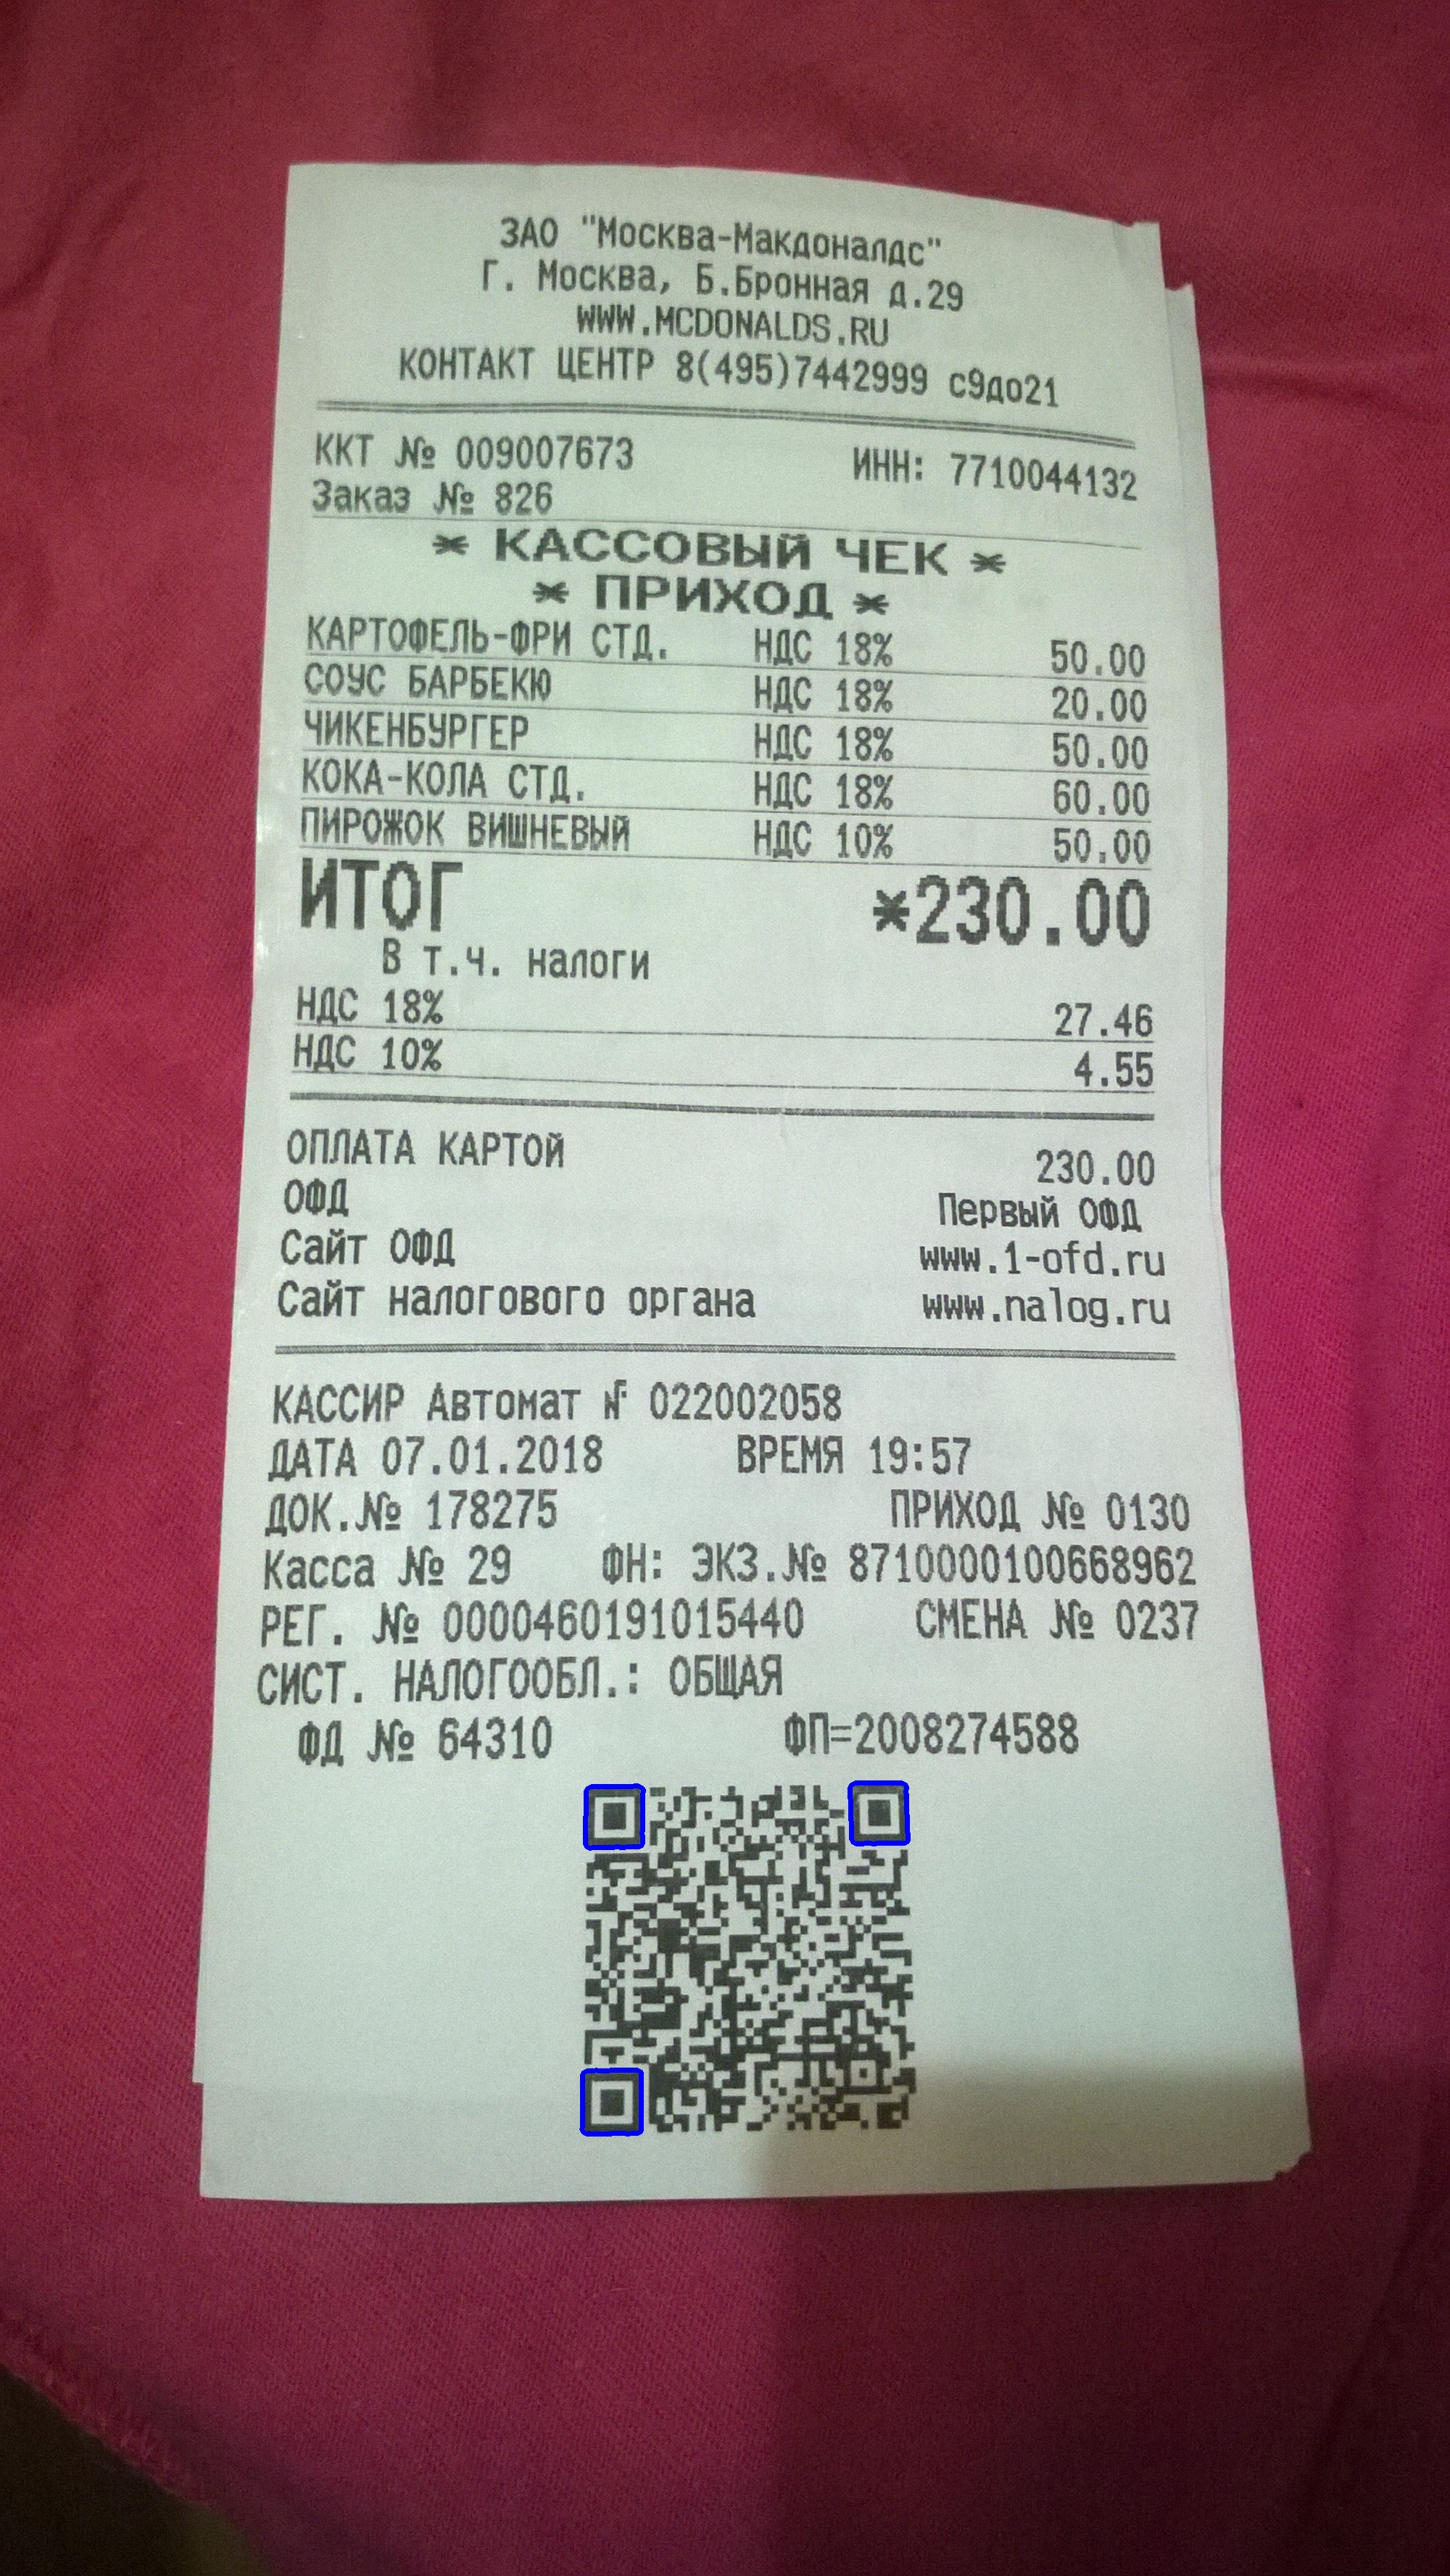 ЗАО "Москва-Макдоналдс"
Г. Москва, Б.Бронная д.29
WWW.MCDONALDS.RU
КОНТАКТ ЦЕНТР 8(495)7442999 с9до21
ККТ № 009007673 ИНН: 7710044132
Заказ № 826
* КАССОВЫЙ ЧЕК *
* ПРИХОД *
КАРТОФЕЛЬ-ФРИ СТД. НДС 18% 50.00
СОУС БАРБЕКЮ НДС 18% 20.00
ЧИКЕНБУРГЕР НДС 18% 50.00
КОКА-КОЛА СТД. НДС 18% 60.00
ПИРОЖОК ВИШНЕВЫЙ НДС 10% 50.00
ИТОГ *230.00
В т.ч. налоги
НДС 18% 27.46
НДС 10% 4.55
ОПЛАТА КАРТОЙ 230.00
ОФД Первый ОФД
Сайт ОФД www.1-ofd.ru
Сайт налогового органа www.nalog.ru
КАССИР Автомат № 022002058
ДАТА 07.01.2018 ВРЕМЯ 19:57
ДОК.№ 178275 ПРИХОД № 0130
Касса № 29 ФН: ЭКЗ.№ 8710000100668962
РЕГ. № 0000460191015440 СМЕНА № 0237
СИСТ. НАЛОГООБЛ.: ОБЩАЯ
ФД № 64310 ФП=2008274588